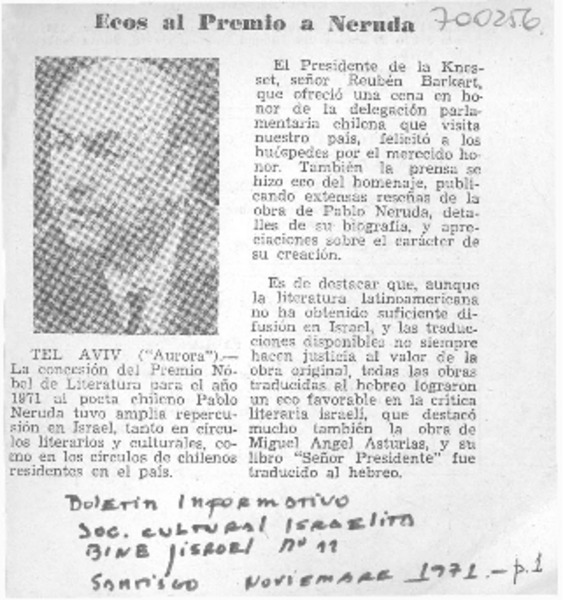 Ecos al Premio a Neruda
700256.
TEL AVIV ("Aurora").—
La concesión del Premio Nó-
bel de Literatura para el año
1971 al poeta chileno Pablo
Neruda tuvo amplia repercu-
sión en Israel, tanto en círcu-
los literarios y culturales, co-
mo en los círculos de chilenos
residentes en el país.
El Presidente de la Knes-
set, señor Reubén Barkart,
que ofreció una cena en ho-
nor de la delegación parla-
mentaria chilena que visita
nuestro país, felicitó a los
huéspedes por el merecido ho-
nor. También la prensa se
hizo eco del homenaje, publi-
cando extensas reseñas de la
obra de Pablo Neruda, deta-
lles de su biografía, y apre-
ciaciones sobre el carácter de
su creación.
Es de destacar que, aunque
la literatura latinoamericana
no ha obtenido suficiente di-
fusión en Israel, y las traduc-
ciones disponibles no siempre
hacen justicia al valor de la
obra original, todas las obras
traducidas al hebreo lograron
un eco favorable en la crítica
literaria israelí, que destacó
mucho también la obra de
Miguel Angel Asturias, y su
libro "Señor Presidente" fue
traducido al hebreo.
Boletín Informativo
Soc. Cultural Israelita
BINE JISROEL Nº 11
Santiago Noviembre 1971.— p.1